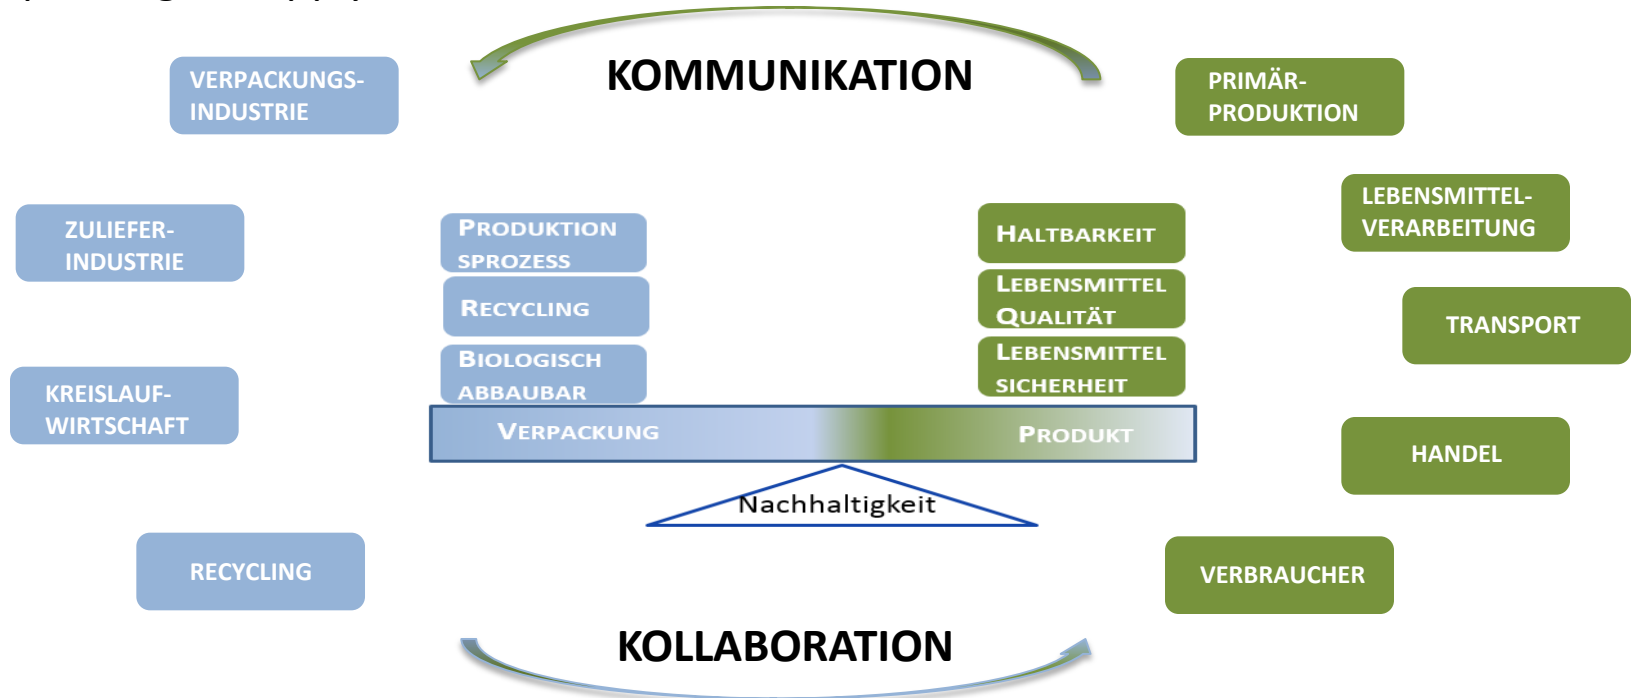 KOMMUNIKATION
VERPACKUNGS-
INDUSTRIE
ZULIEFER-
INDUSTRIE
KREISLAUF-
WIRTSCHAFT
RECYCLING
PRODUKTION
SPROZESS
RECYCLING
BIOLOGISCH
ABBAUBAR
VERPACKUNG
HALTBARKEIT
LEBENSMITTEL
QUALITÄT
LEBENSMITTEL
SICHERHEIT
PRODUKT
Nachhaltigkeit
PRIMÄR-
PRODUKTION
LEBENSMITTEL-
VERARBEITUNG
TRANSPORT
HANDEL
VERBRAUCHER
KOLLABORATION